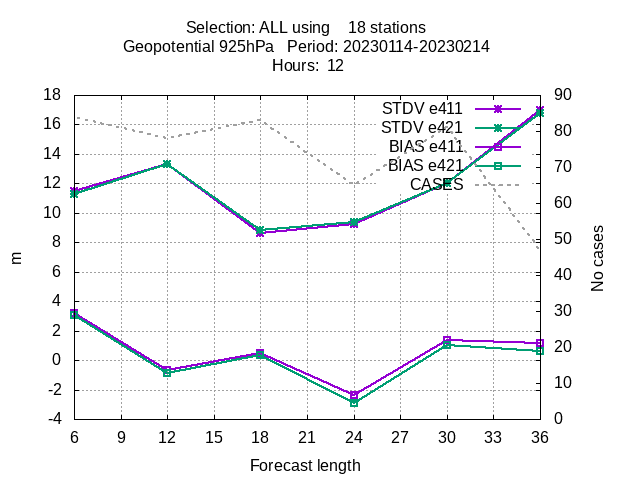 Selection: ALL using 18 stations
Geopotential 925hPa Period: 20230114-20230214
Hours: 12
18 90
16 80
14 70
12 60
10 50
8 40
6 30
4 20
2 10
0 0
-2
-4
STDV e411
STDV e421
BIAS e411
BIAS e421
CASES
m
No cases
6 9 12 15 18 21 24 27 30 33 36
Forecast length